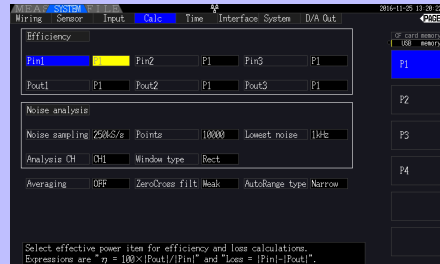 MEAS SYSTEM FILE 2016-11-25 13:20:22
Wiring Sensor Input Calc Time Interface System D/A Out PAGE
Efficiency
CF card memory
USB memory
Pin1 P1 Pin2 P1 Pin3 P1
P1
Pout1 P1 Pout2 P1 Pout3 P1
P2
Noise analysis
Noise sampling 250kS/s Points 10000 Lowest noise 1kHz
P3
Analysis CH CH1 Window type Rect
P4
Averaging OFF ZeroCross filt Weak AutoRange type Narrow
Select effective power item for efficiency and loss calculations.
Expressions are "η = 100×|Pout|/|Pin|" and "Loss = |Pin|-|Pout|".